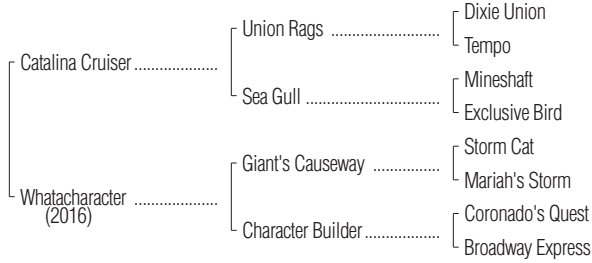 Dixie Union
Union Rags ....................
Tempo
Catalina Cruiser ....................
Mineshaft
Sea Gull .........................
Exclusive Bird
Storm Cat
Giant's Causeway ...............
Mariah's Storm
Whatacharacter ....................
(2016)
Coronado's Quest
Character Builder .................
Broadway Express